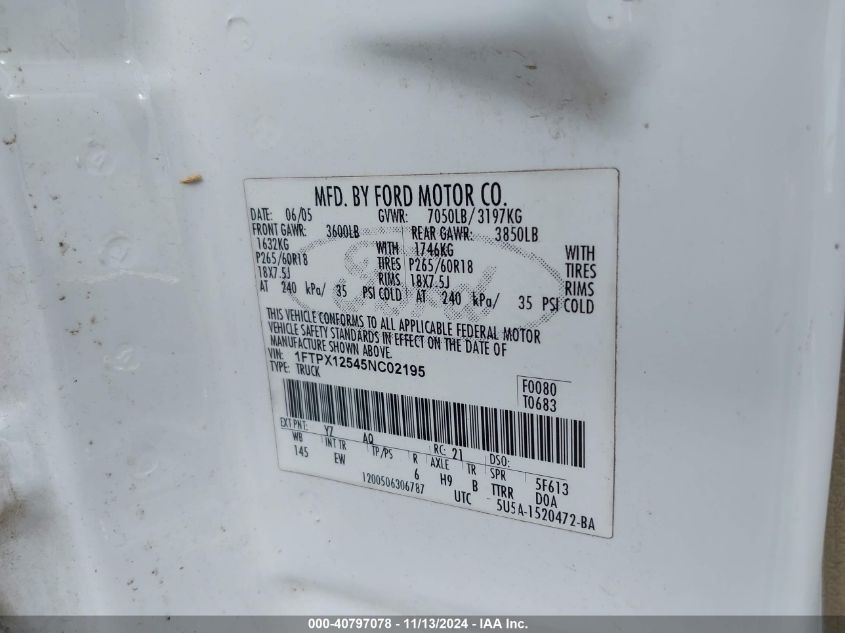 MFD. BY FORD MOTOR CO.
DATE: 06/05 GVWR: 7050LB/3197KG
FRONT GAWR: 3600LB REAR GAWR: 3850LB
1632KG WITH 1746KG WITH
P265/60R18 TIRES P265/60R18 TIRES
18X7.5J RIMS 18X7.5J RIMS
AT 240 kPa/ 35 PSI COLD AT 240 kPa/ 35 PSI COLD
Ford
THIS VEHICLE CONFORMS TO ALL APPLICABLE FEDERAL MOTOR
VEHICLE SAFETY STANDARDS IN EFFECT ON THE DATE OF
MANUFACTURE SHOWN ABOVE.
VIN: 1FTPX12545NC02195
TYPE: TRUCK
F0080
T0683
EXT PNT: YZ AQ RC: 21 DSO:
WB INT TR TP/PS R AXLE TR SPR 5F613
145 EW 6 H9 B TTRR DOA
1200506306787 UTC 5U5A-1520472-BA
000-40797078 - 11/13/2024 - IAA Inc.